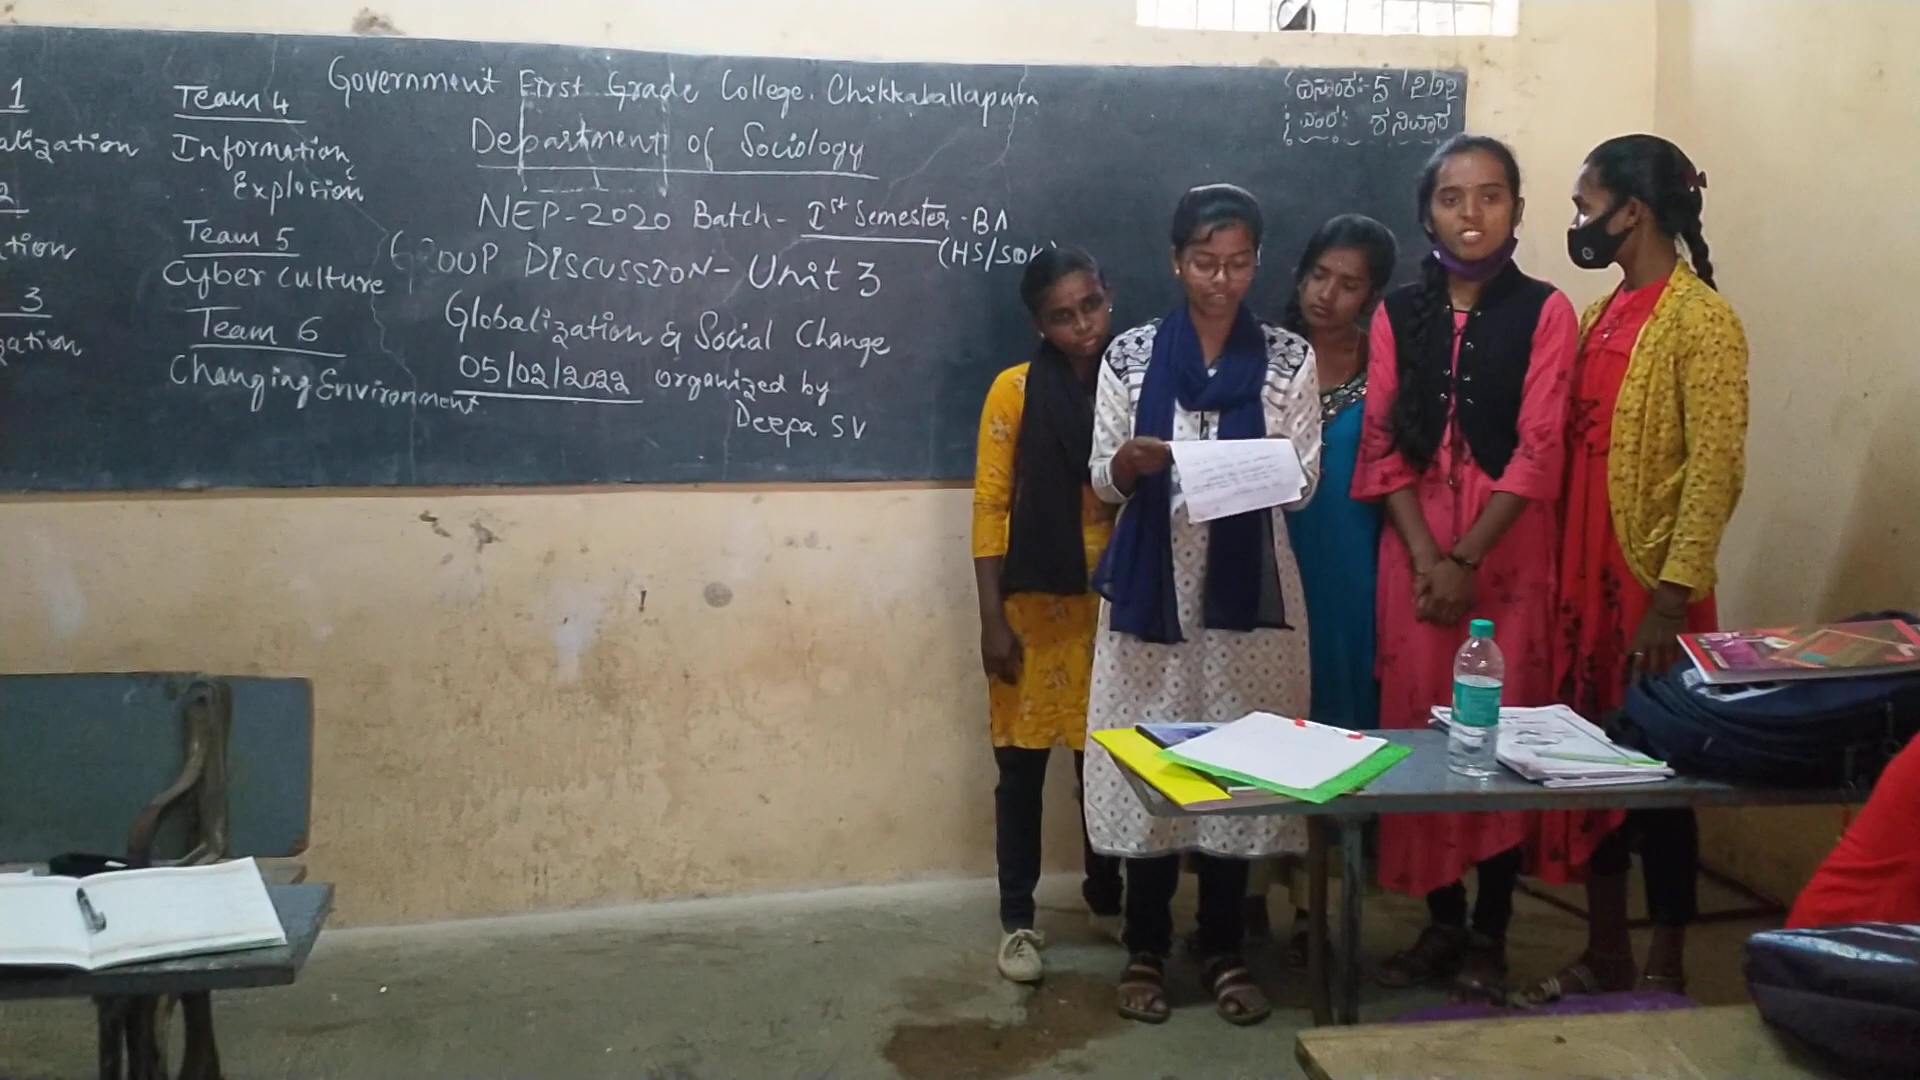 1
alization
2
tion
3
zation
Team 4
Information
Explosion
Team 5
Cyber culture
Team 6
Changing Environment
Government First Grade College. Chikkaballapura
Department of Sociology
NEP-2020 Batch - Ist Semester - BA
(HS/SOK)
GROUP DISCUSSION - Unit 3
Globalization & Social Change
05/02/2022 organized by
Deepa SV
ದಿನಾಂಕ:- 5/2/22
ವಾರ: ಶನಿವಾರ